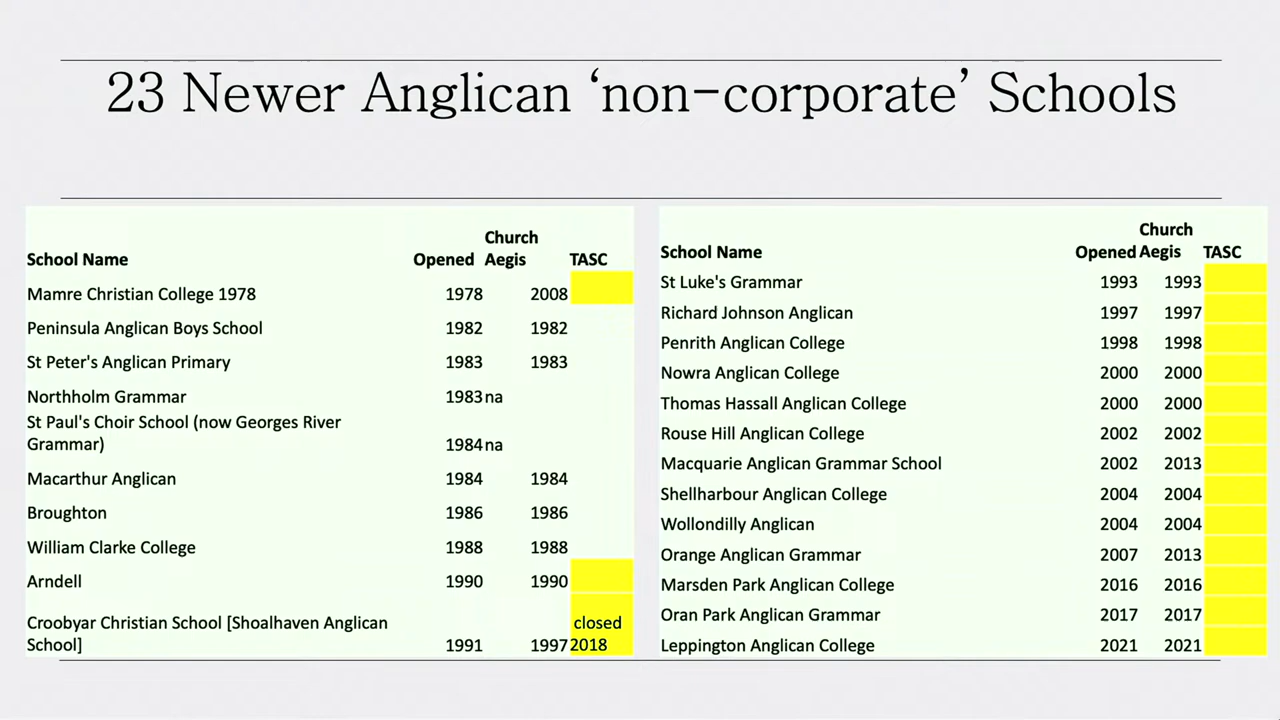 23 Newer Anglican ‘non-corporate’ Schools
School Name Opened Church Aegis TASC
Mamre Christian College 1978 1978 2008
Peninsula Anglican Boys School 1982 1982
St Peter's Anglican Primary 1983 1983
Northholm Grammar 1983 na
St Paul's Choir School (now Georges River
Grammar) 1984 na
Macarthur Anglican 1984 1984
Broughton 1986 1986
William Clarke College 1988 1988
Arndell 1990 1990
Croobyar Christian School [Shoalhaven Anglican
School] 1991 1997 closed 2018
School Name Opened Church Aegis TASC
St Luke's Grammar 1993 1993
Richard Johnson Anglican 1997 1997
Penrith Anglican College 1998 1998
Nowra Anglican College 2000 2000
Thomas Hassall Anglican College 2000 2000
Rouse Hill Anglican College 2002 2002
Macquarie Anglican Grammar School 2002 2013
Shellharbour Anglican College 2004 2004
Wollondilly Anglican 2004 2004
Orange Anglican Grammar 2007 2013
Marsden Park Anglican College 2016 2016
Oran Park Anglican Grammar 2017 2017
Leppington Anglican College 2021 2021